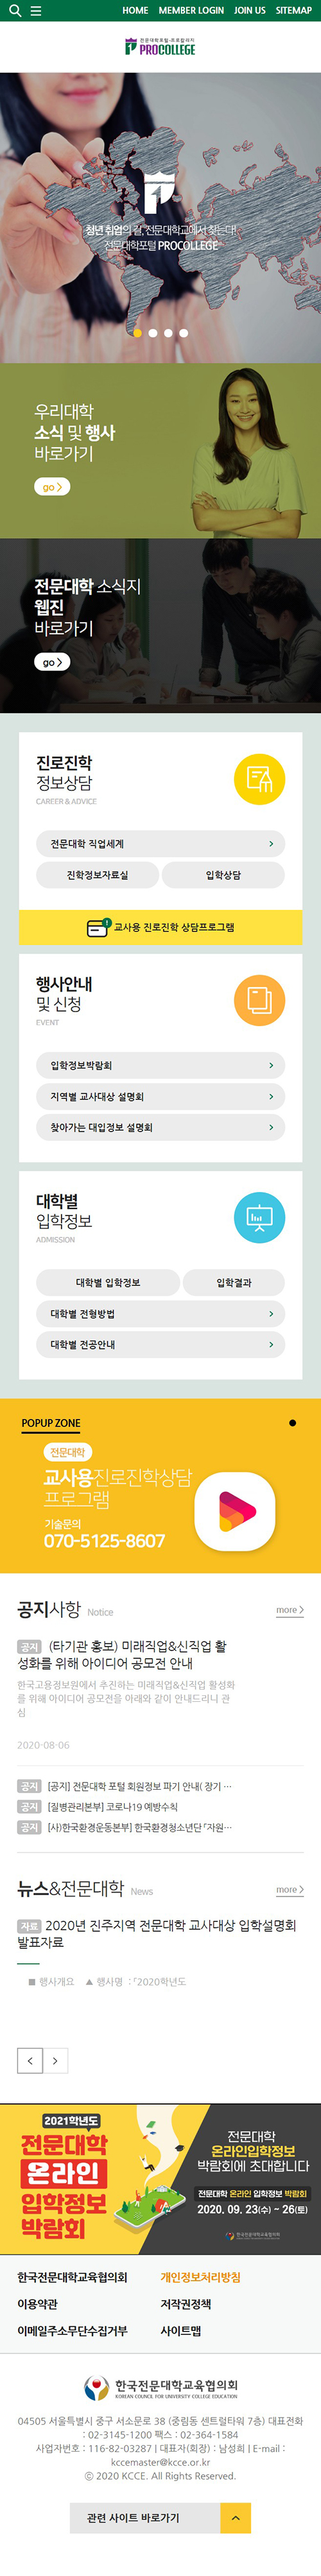 HOME MEMBER LOGIN JOIN US SITEMAP
전문대학포털-프로칼리지
PROCOLLEGE
청년 취업의 길, 전문대학교에서 찾는다!
전문대학포털 PROCOLLEGE
우리대학
소식 및 행사
바로가기
go
전문대학 소식지
웹진
바로가기
go
진로진학
정보상담
CAREER & ADVICE
전문대학 직업세계
진학정보자료실 입학상담
교사용 진로진학 상담프로그램
행사안내
및 신청
EVENT
입학정보박람회
지역별 교사대상 설명회
찾아가는 대입정보 설명회
대학별
입학정보
ADMISSION
대학별 입학정보 입학결과
대학별 전형방법
대학별 전공안내
POPUP ZONE
전문대학
교사용진로진학상담
프로그램
기술문의
070-5125-8607
공지사항 Notice more
공지 (타기관 홍보) 미래직업&신직업 활
성화를 위해 아이디어 공모전 안내
한국고용정보원에서 추진하는 미래직업&신직업 활성화
를 위해 아이디어 공모전을 아래와 같이 안내드리니 관
심
2020-08-06
공지 [공지] 전문대학 포털 회원정보 파기 안내( 장기 …
공지 [질병관리본부] 코로나19 예방수칙
공지 [사)한국환경운동본부] 한국환경청소년단 「자원…
뉴스&전문대학 News more
자료 2020년 진주지역 전문대학 교사대상 입학설명회
발표자료
■ 행사개요 ▲ 행사명 : 「2020학년도
2021학년도
전문대학
온라인
입학정보
박람회
전문대학
온라인입학정보
박람회에 초대합니다
전문대학 온라인 입학정보 박람회
2020. 09. 23(수) ~ 26(토)
한국전문대학교육협의회
한국전문대학교육협의회 개인정보처리방침
이용약관 저작권정책
이메일주소무단수집거부 사이트맵
한국전문대학교육협의회
KOREAN COUNCIL FOR UNIVERSITY COLLEGE EDUCATION
04505 서울특별시 중구 서소문로 38 (중림동 센트럴타워 7층) 대표전화
: 02-3145-1200 팩스 : 02-364-1584
사업자번호 : 116-82-03287 | 대표자(회장) : 남성희 | E-mail :
kccemaster@kcce.or.kr
ⓒ 2020 KCCE. All Rights Reserved.
관련 사이트 바로가기